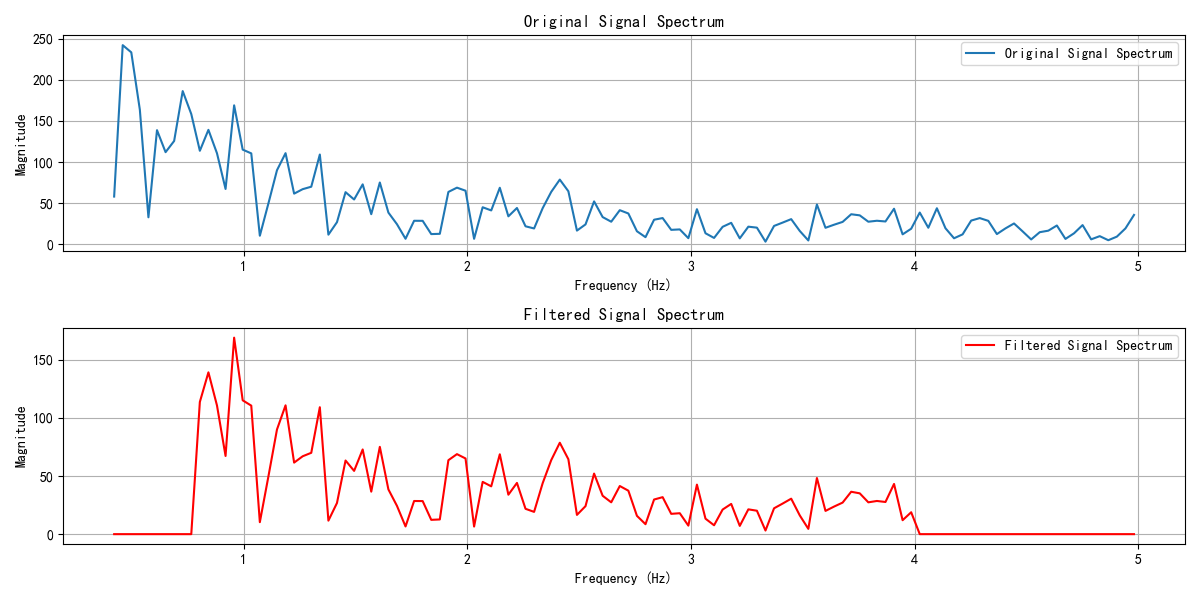 Original Signal Spectrum
250
200
150
100
50
0
Magnitude
Original Signal Spectrum
1
2
3
4
5
Frequency (Hz)
Filtered Signal Spectrum
150
100
50
0
Magnitude
Filtered Signal Spectrum
1
2
3
4
5
Frequency (Hz)